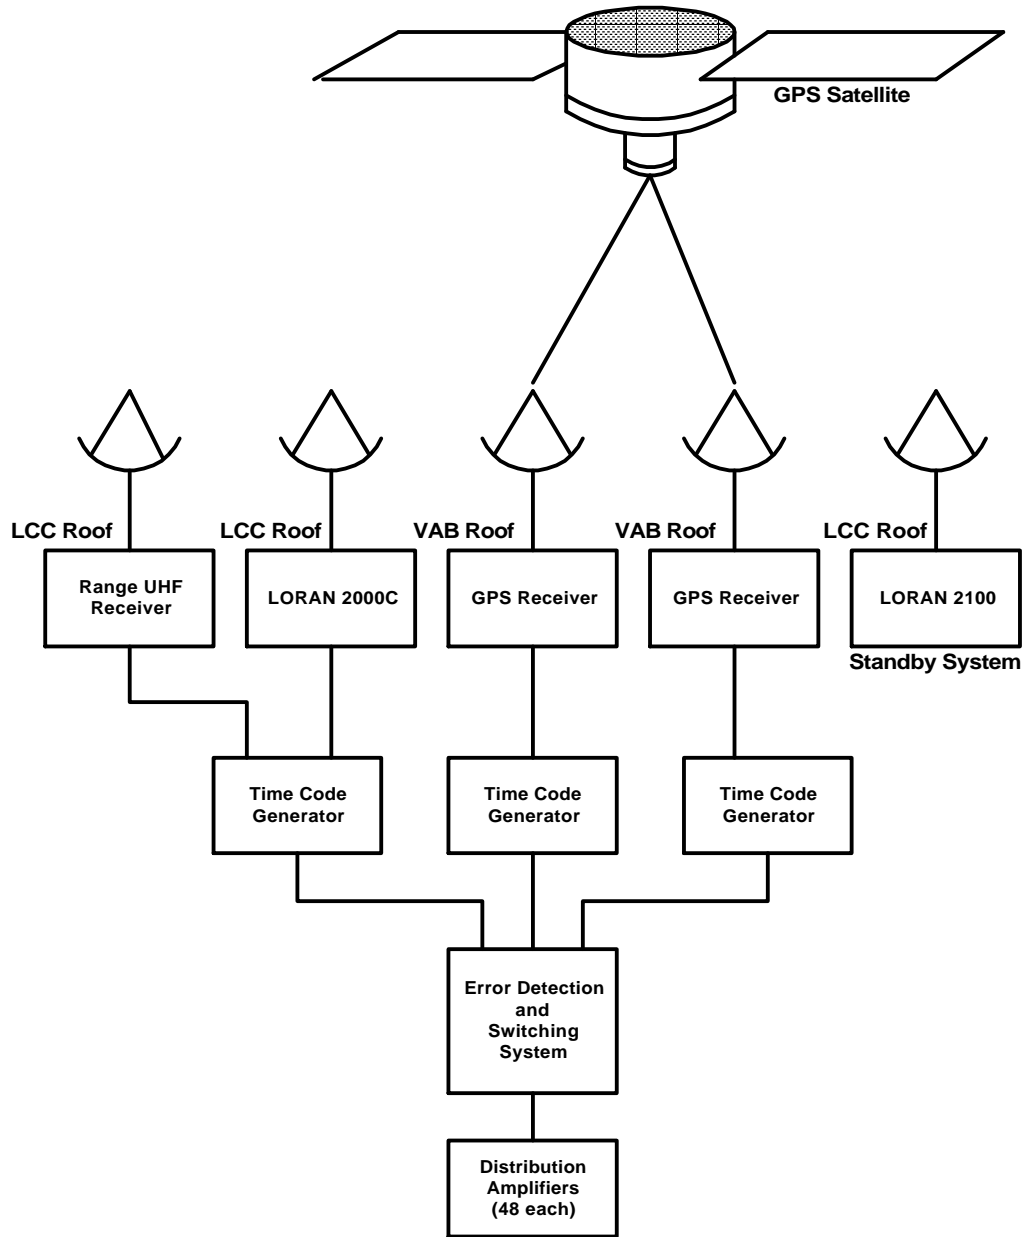 GPS Satellite
LCC Roof
LCC Roof
VAB Roof
VAB Roof
LCC Roof
Range UHF
Receiver
LORAN 2000C
GPS Receiver
GPS Receiver
LORAN 2100
Standby System
Time Code
Generator
Time Code
Generator
Time Code
Generator
Error Detection
and
Switching
System
Distribution
Amplifiers
(48 each)